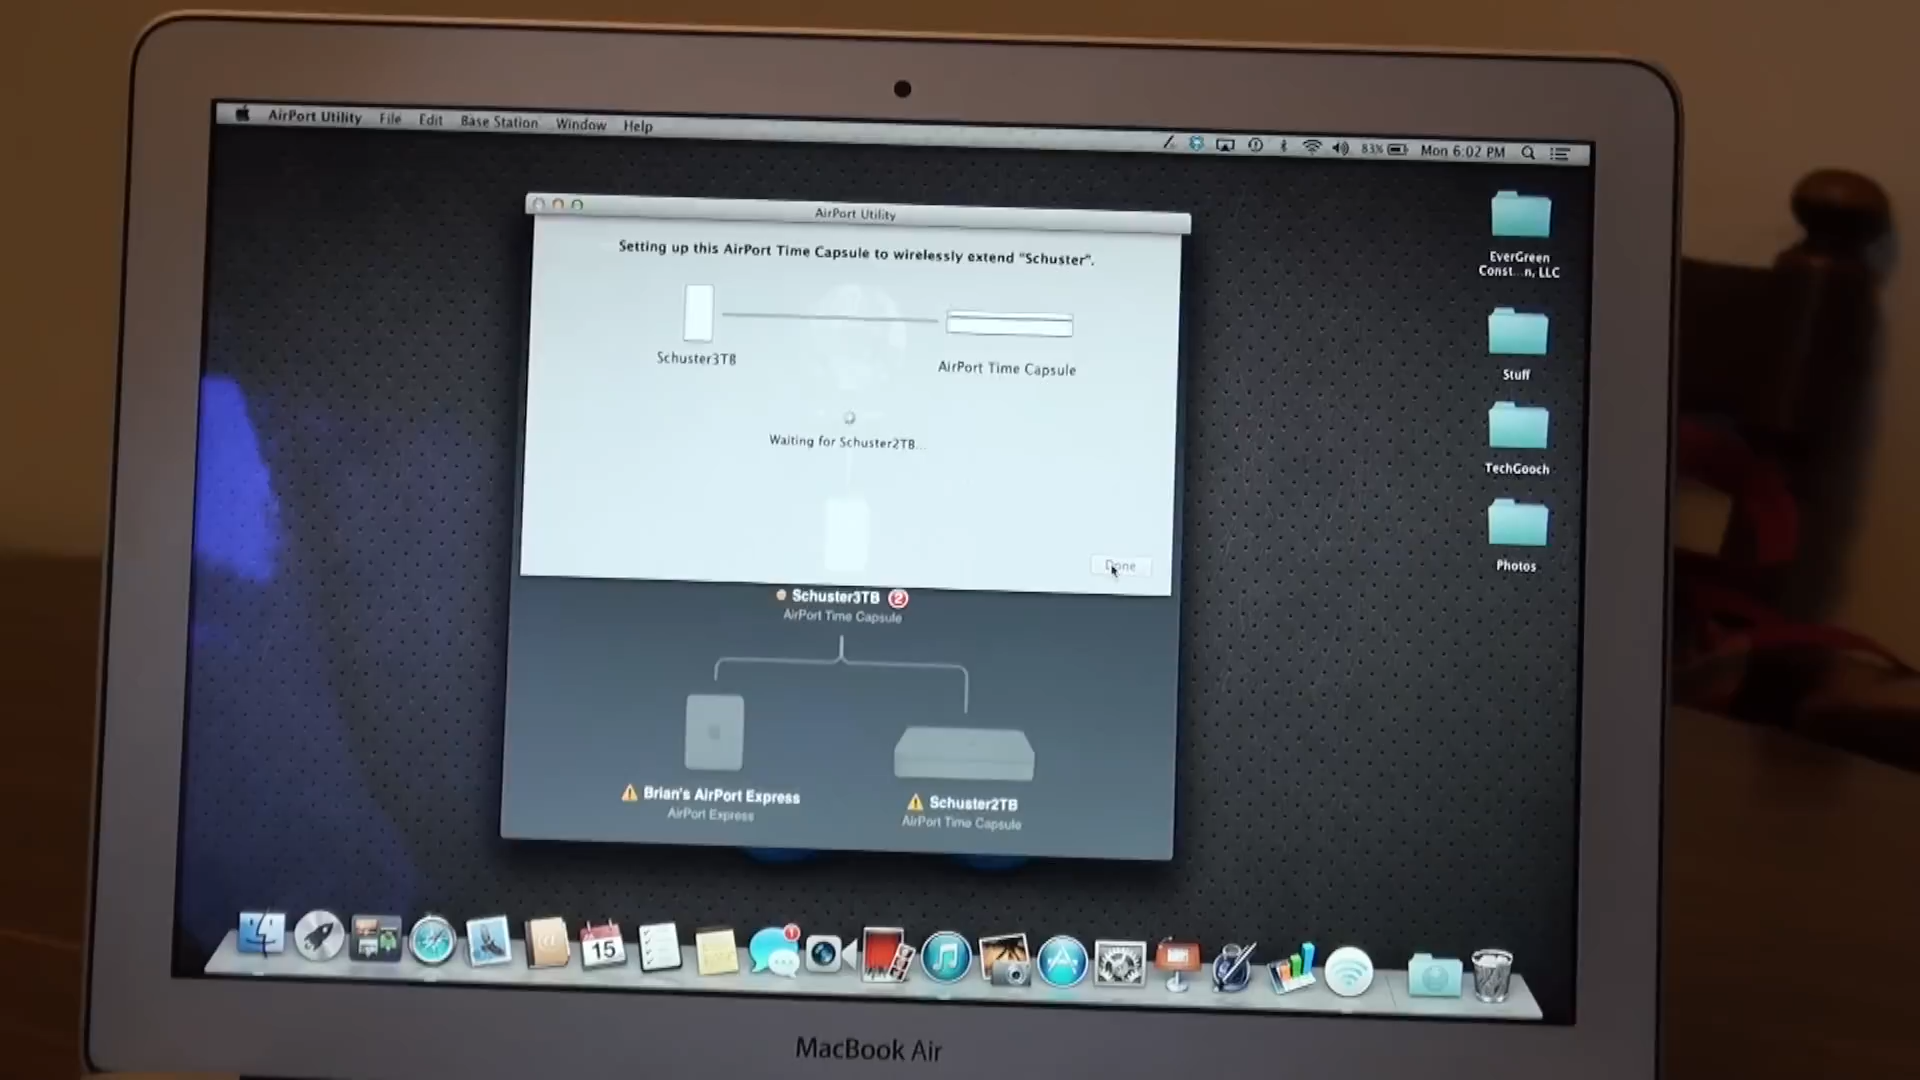 AirPort Utility File Edit Base Station Window Help
83% Mon 6:02 PM
AirPort Utility
Setting up this AirPort Time Capsule to wirelessly extend "Schuster".
Schuster3TB
AirPort Time Capsule
Waiting for Schuster2TB...
Done
Schuster3TB 2
AirPort Time Capsule
Brian's AirPort Express
AirPort Express
Schuster2TB
AirPort Time Capsule
EverGreen
Const...n, LLC
Stuff
TechGooch
Photos
15
1
MacBook Air